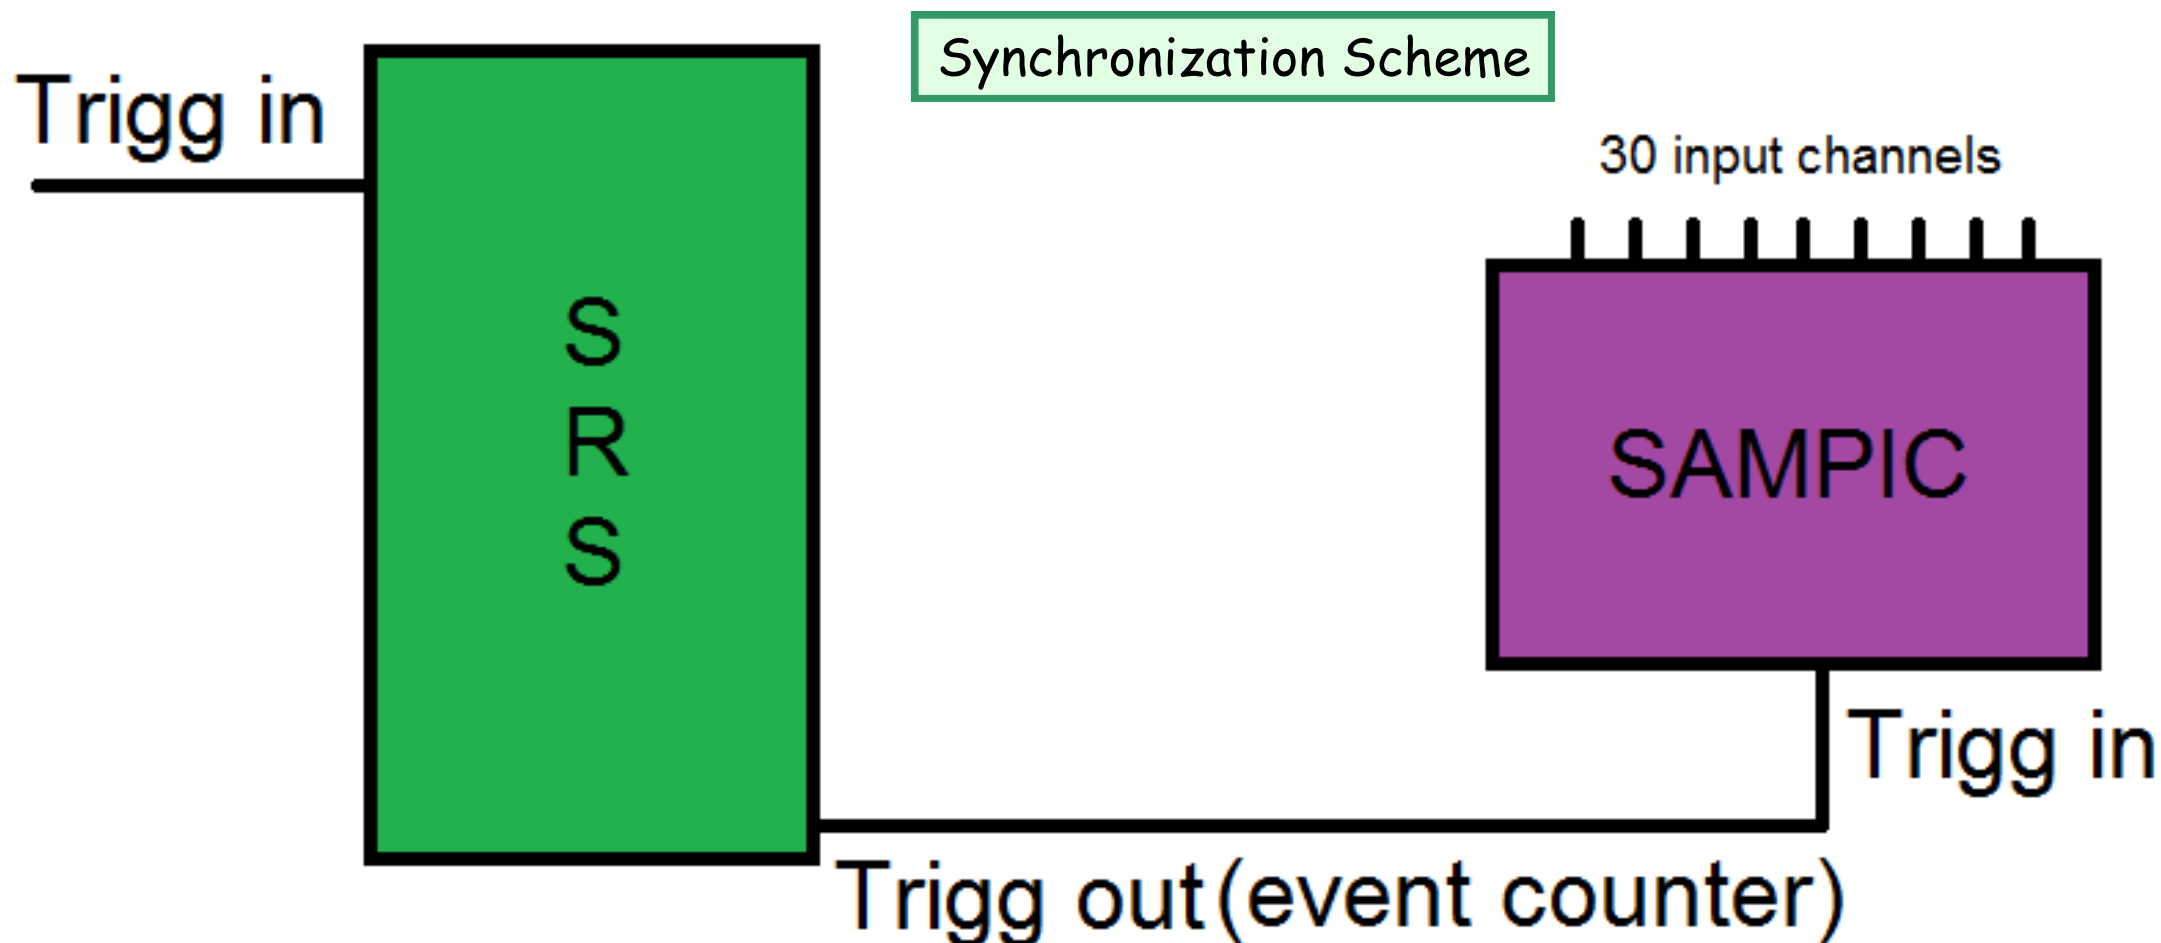 Synchronization Scheme
Trigg in
30 input channels
S
R
S
SAMPIC
Trigg in
Trigg out (event counter)